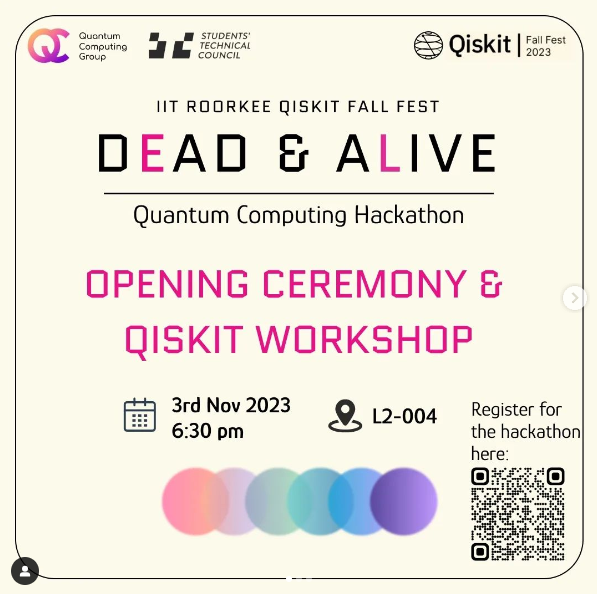 Quantum
Computing
Group
STUDENTS'
TECHNICAL
COUNCIL
Qiskit | Fall Fest
2023
IIT ROORKEE QISKIT FALL FEST
DEAD & ALIVE
Quantum Computing Hackathon
OPENING CEREMONY &
QISKIT WORKSHOP
3rd Nov 2023
6:30 pm
L2-004
Register for
the hackathon
here: